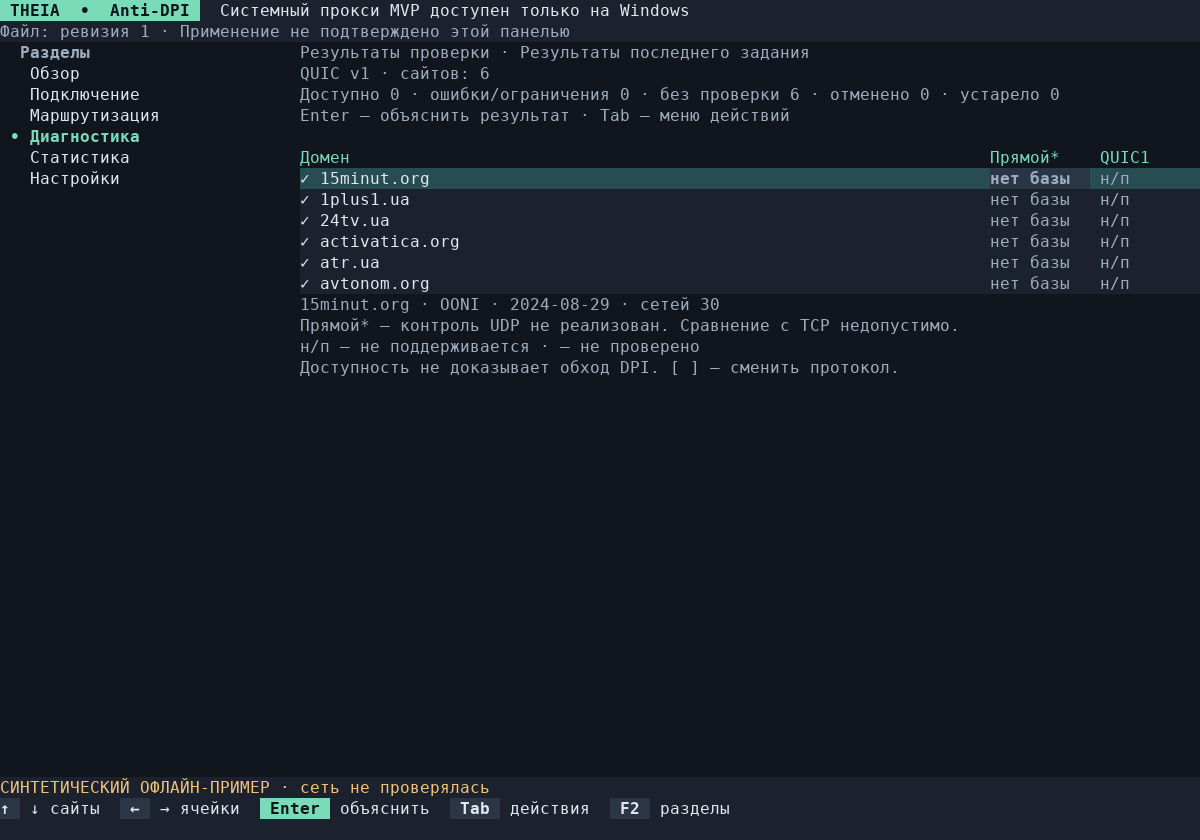 THEIA • Anti-DPI Системный прокси MVP доступен только на Windows
Файл: ревизия 1 · Применение не подтверждено этой панелью
Разделы
Обзор
Подключение
Маршрутизация
• Диагностика
Статистика
Настройки
Результаты проверки · Результаты последнего задания
QUIC v1 · сайтов: 6
Доступно 0 · ошибки/ограничения 0 · без проверки 6 · отменено 0 · устарело 0
Enter — объяснить результат · Tab — меню действий
Домен Прямой* QUIC1
✓ 15minut.org нет базы н/п
✓ 1plus1.ua нет базы н/п
✓ 24tv.ua нет базы н/п
✓ activatica.org нет базы н/п
✓ atr.ua нет базы н/п
✓ avtonom.org нет базы н/п
15minut.org · OONI · 2024-08-29 · сетей 30
Прямой* — контроль UDP не реализован. Сравнение с TCP недопустимо.
н/п — не поддерживается · — не проверено
Доступность не доказывает обход DPI. [ ] — сменить протокол.
СИНТЕТИЧЕСКИЙ ОФЛАЙН-ПРИМЕР · сеть не проверялась
↑ ↓ сайты ← → ячейки Enter объяснить Tab действия F2 разделы